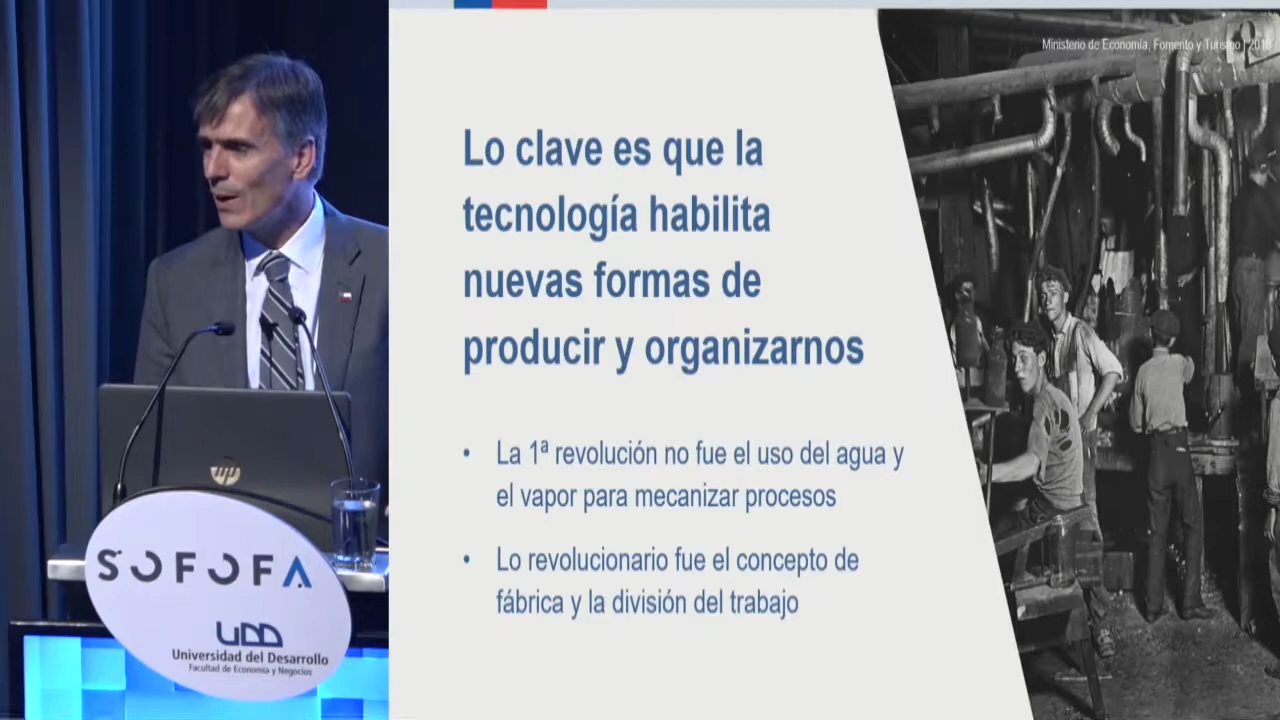 Ministerio de Economía, Fomento y Turismo | 2018
Lo clave es que la
tecnología habilita
nuevas formas de
producir y organizarnos
• La 1ª revolución no fue el uso del agua y
el vapor para mecanizar procesos
• Lo revolucionario fue el concepto de
fábrica y la división del trabajo
hp
SOFOFA
UDD
Universidad del Desarrollo
Facultad de Economía y Negocios